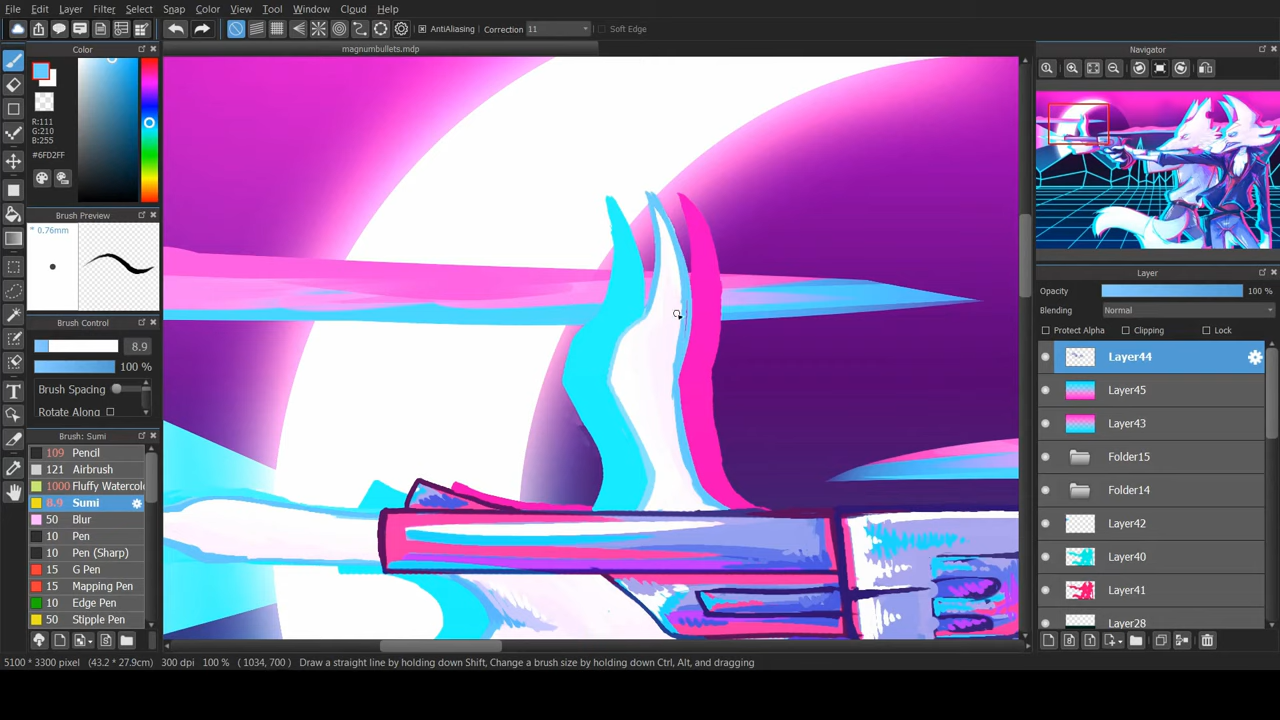 File Edit Layer Filter Select Snap Color View Tool Window Cloud Help
AntiAliasing Correction 11 Soft Edge
Color
magnumbullets.mdp
Navigator
R:111
G:210
B:255
#6FD2FF
Brush Preview
* 0.76mm
Brush Control
8.9
100 %
Brush Spacing
Rotate Along
Brush: Sumi
109 Pencil
121 Airbrush
1000 Fluffy Watercolo
8.9 Sumi
50 Blur
10 Pen
10 Pen (Sharp)
15 G Pen
15 Mapping Pen
10 Edge Pen
50 Stipple Pen
Layer
Opacity 100 %
Blending Normal
Protect Alpha Clipping Lock
Layer44
Layer45
Layer43
Folder15
Folder14
Layer42
Layer40
Layer41
Layer28
5100 * 3300 pixel (43.2 * 27.9cm) 300 dpi 100 % ( 1034, 700 ) Draw a straight line by holding down Shift, Change a brush size by holding down Ctrl, Alt, and dragging